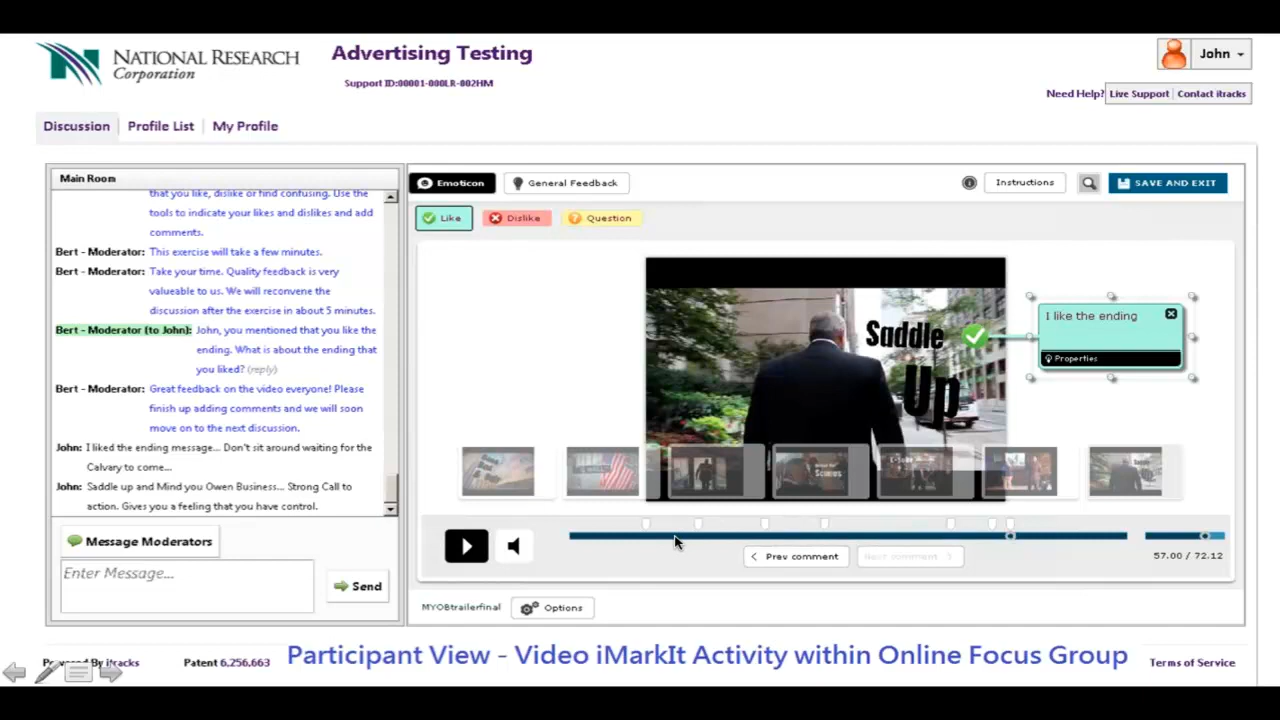 NATIONAL RESEARCH
Corporation
Advertising Testing
Support ID:00001-000LR-002HM
John
Need Help? Live Support Contact itracks
Discussion Profile List My Profile
Main Room
that you like, dislike or find confusing. Use the
tools to indicate your likes and dislikes and add
comments.
Bert - Moderator: This exercise will take a few minutes.
Bert - Moderator: Take your time. Quality feedback is very
valueable to us. We will reconvene the
discussion after the exercise in about 5 minutes.
Bert - Moderator (to John): John, you mentioned that you like the
ending. What is about the ending that
you liked? (reply)
Bert - Moderator: Great feedback on the video everyone! Please
finish up adding comments and we will soon
move on to the next discussion.
John: I liked the ending message... Don't sit around waiting for the
Calvary to come...
John: Saddle up and Mind you Owen Business... Strong Call to
action. Gives you a feeling that you have control.
Message Moderators
Enter Message...
Send
Emoticon General Feedback Instructions SAVE AND EXIT
Like Dislike Question
Saddle
Up
I like the ending
Properties
Prev comment Next comment
57.00 / 72.12
MYOBtrailerfinal Options
Powered By itracks Patent 6,256,663
Participant View - Video iMarkIt Activity within Online Focus Group
Terms of Service